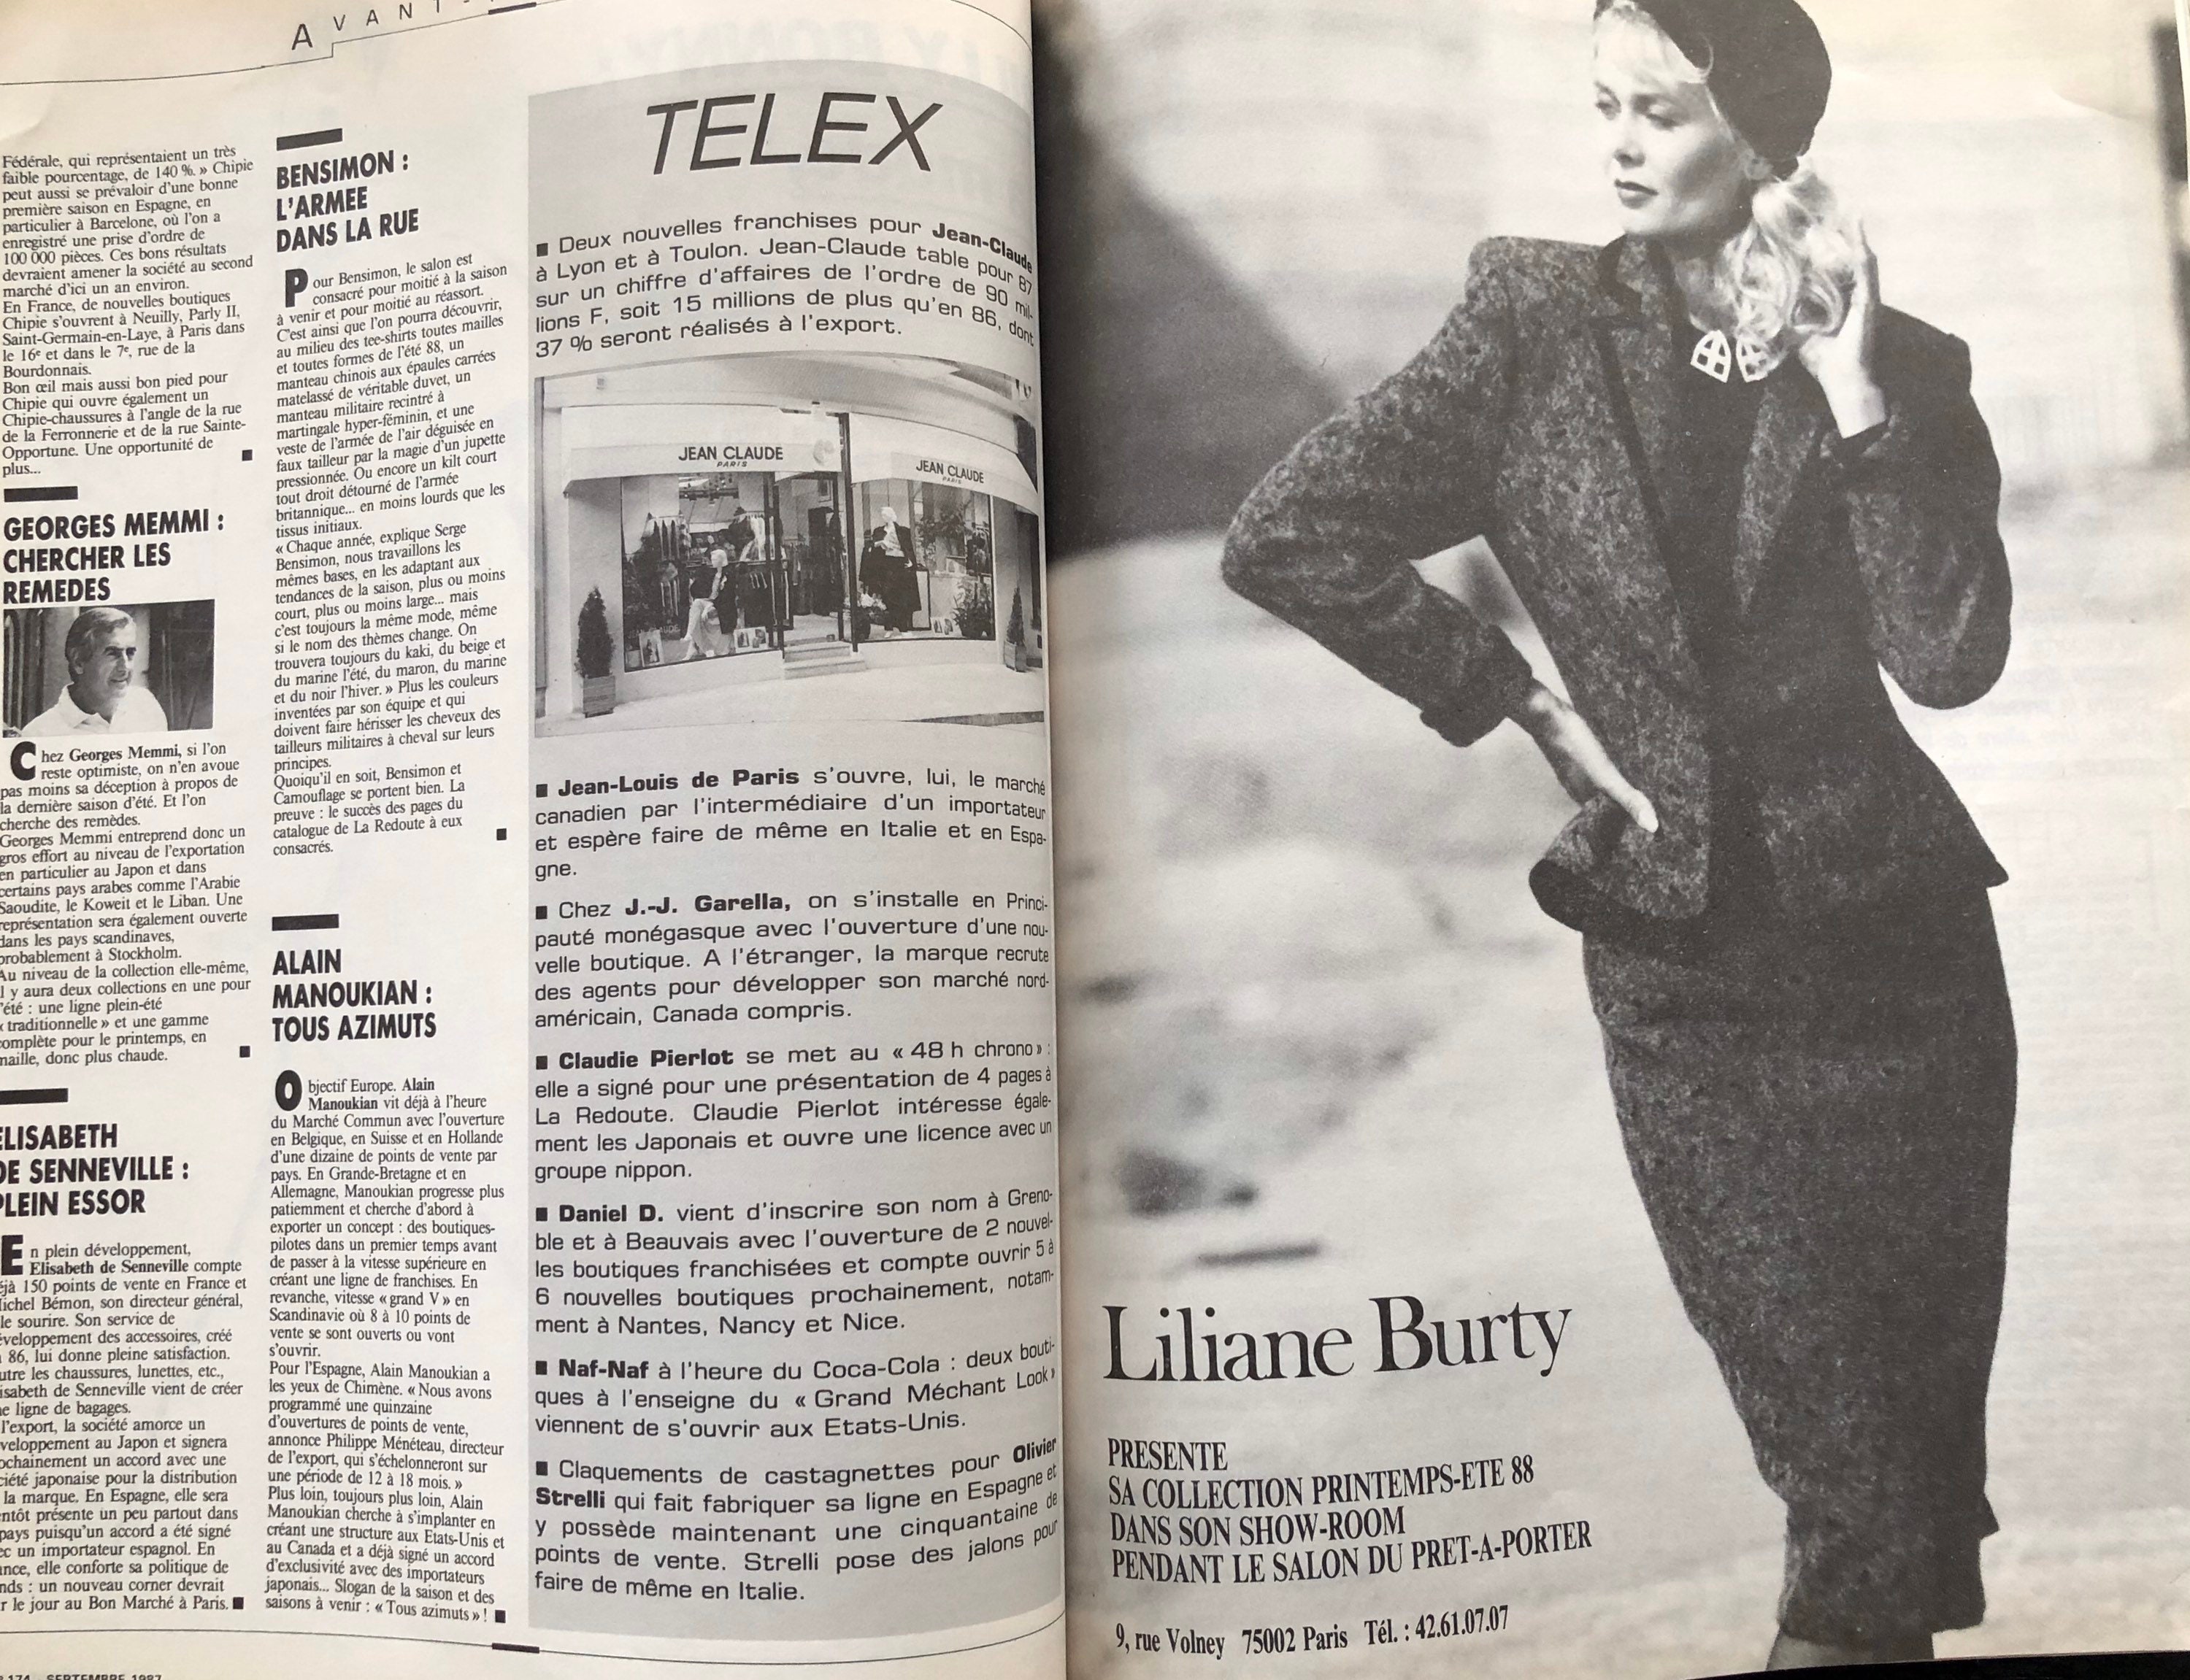 AVANT-
Fédérale, qui représentaient un très
faible pourcentage, de 140 %. » Chipie
peut aussi se prévaloir d'une bonne
première saison en Espagne, en
particulier à Barcelone, où l'on a
enregistré une prise d'ordre de
100 000 pièces. Ces bons résultats
devraient amener la société au second
marché d'ici un an environ.
En France, de nouvelles boutiques
Chipie s'ouvrent à Neuilly, Parly II,
Saint-Germain-en-Laye, à Paris dans
le 16e et dans le 7e, rue de la
Bourdonnais.
Bon œil mais aussi bon pied pour
Chipie qui ouvre également un
Chipie-chaussures à l'angle de la rue
de la Ferronnerie et de la rue Sainte-
Opportune. Une opportunité de
plus... ■
GEORGES MEMMI :
CHERCHER LES
REMEDES
Chez Georges Memmi, si l'on
reste optimiste, on n'en avoue
pas moins sa déception à propos de
la dernière saison d'été. Et l'on
cherche des remèdes.
Georges Memmi entreprend donc un
gros effort au niveau de l'exportation
en particulier au Japon et dans
certains pays arabes comme l'Arabie
Saoudite, le Koweit et le Liban. Une
représentation sera également ouverte
dans les pays scandinaves,
probablement à Stockholm.
Au niveau de la collection elle-même,
il y aura deux collections en une pour
l'été : une ligne plein-été
« traditionnelle » et une gamme
complète pour le printemps, en
maille, donc plus chaude. ■
ELISABETH
DE SENNEVILLE :
PLEIN ESSOR
En plein développement,
Elisabeth de Senneville compte
éjà 150 points de vente en France et
Michel Bémon, son directeur général,
le sourire. Son service de
éveloppement des accessoires, créé
86, lui donne pleine satisfaction.
utre les chaussures, lunettes, etc.,
isabeth de Senneville vient de créer
ne ligne de bagages.
l'export, la société amorce un
veloppement au Japon et signera
ochainement un accord avec une
ciété japonaise pour la distribution
la marque. En Espagne, elle sera
ntôt présente un peu partout dans
pays puisqu'un accord a été signé
ec un importateur espagnol. En
ance, elle conforte sa politique de
nds : un nouveau corner devrait
r le jour au Bon Marché à Paris. ■
BENSIMON :
L'ARMEE
DANS LA RUE
Pour Bensimon, le salon est
consacré pour moitié à la saison
à venir et pour moitié au réassort.
C'est ainsi que l'on pourra découvrir,
au milieu des tee-shirts toutes mailles
et toutes formes de l'été 88, un
manteau chinois aux épaules carrées
matelassé de véritable duvet, un
manteau militaire recintré à
martingale hyper-féminin, et une
veste de l'armée de l'air déguisée en
faux tailleur par la magie d'un jupette
pressionnée. Ou encore un kilt court
tout droit détourné de l'armée
britannique... en moins lourds que les
tissus initiaux.
« Chaque année, explique Serge
Bensimon, nous travaillons les
mêmes bases, en les adaptant aux
tendances de la saison, plus ou moins
court, plus ou moins large... mais
c'est toujours la même mode, même
si le nom des thèmes change. On
trouvera toujours du kaki, du beige et
du marine l'été, du maron, du marine
et du noir l'hiver. » Plus les couleurs
inventées par son équipe et qui
doivent faire hérisser les cheveux des
tailleurs militaires à cheval sur leurs
principes.
Quoiqu'il en soit, Bensimon et
Camouflage se portent bien. La
preuve : le succès des pages du
catalogue de La Redoute à eux
consacrés. ■
ALAIN
MANOUKIAN :
TOUS AZIMUTS
Objectif Europe. Alain
Manoukian vit déjà à l'heure
du Marché Commun avec l'ouverture
en Belgique, en Suisse et en Hollande
d'une dizaine de points de vente par
pays. En Grande-Bretagne et en
Allemagne, Manoukian progresse plus
patiemment et cherche d'abord à
exporter un concept : des boutiques-
pilotes dans un premier temps avant
de passer à la vitesse supérieure en
créant une ligne de franchises. En
revanche, vitesse « grand V » en
Scandinavie où 8 à 10 points de
vente se sont ouverts ou vont
s'ouvrir.
Pour l'Espagne, Alain Manoukian a
les yeux de Chimène. « Nous avons
programmé une quinzaine
d'ouvertures de points de vente,
annonce Philippe Ménéteau, directeur
de l'export, qui s'échelonneront sur
une période de 12 à 18 mois. »
Plus loin, toujours plus loin, Alain
Manoukian cherche à s'implanter en
créant une structure aux Etats-Unis et
au Canada et a déjà signé un accord
d'exclusivité avec des importateurs
japonais... Slogan de la saison et des
saisons à venir : « Tous azimuts » ! ■
TELEX
■ Deux nouvelles franchises pour Jean-Claude
à Lyon et à Toulon. Jean-Claude table pour 87
sur un chiffre d'affaires de l'ordre de 90 mil-
lions F, soit 15 millions de plus qu'en 86, dont
37 % seront réalisés à l'export.
JEAN CLAUDE
PARIS
JEAN CLAUDE
PARIS
■ Jean-Louis de Paris s'ouvre, lui, le marché
canadien par l'intermédiaire d'un importateur
et espère faire de même en Italie et en Espa-
gne.
■ Chez J.-J. Garella, on s'installe en Princi-
pauté monégasque avec l'ouverture d'une nou-
velle boutique. A l'étranger, la marque recrute
des agents pour développer son marché nord-
américain, Canada compris.
■ Claudie Pierlot se met au « 48 h chrono » :
elle a signé pour une présentation de 4 pages à
La Redoute. Claudie Pierlot intéresse égale-
ment les Japonais et ouvre une licence avec un
groupe nippon.
■ Daniel D. vient d'inscrire son nom à Greno-
ble et à Beauvais avec l'ouverture de 2 nouvel-
les boutiques franchisées et compte ouvrir 5 à
6 nouvelles boutiques prochainement, notam-
ment à Nantes, Nancy et Nice.
■ Naf-Naf à l'heure du Coca-Cola : deux bouti-
ques à l'enseigne du « Grand Méchant Look »
viennent de s'ouvrir aux Etats-Unis.
■ Claquements de castagnettes pour Olivier
Strelli qui fait fabriquer sa ligne en Espagne et
y possède maintenant une cinquantaine de
points de vente. Strelli pose des jalons pour
faire de même en Italie.
174 - SEPTEMBRE 1987
Liliane Burty
PRESENTE
SA COLLECTION PRINTEMPS-ETE 88
DANS SON SHOW-ROOM
PENDANT LE SALON DU PRET-A-PORTER
9, rue Volney 75002 Paris Tél. : 42.61.07.07